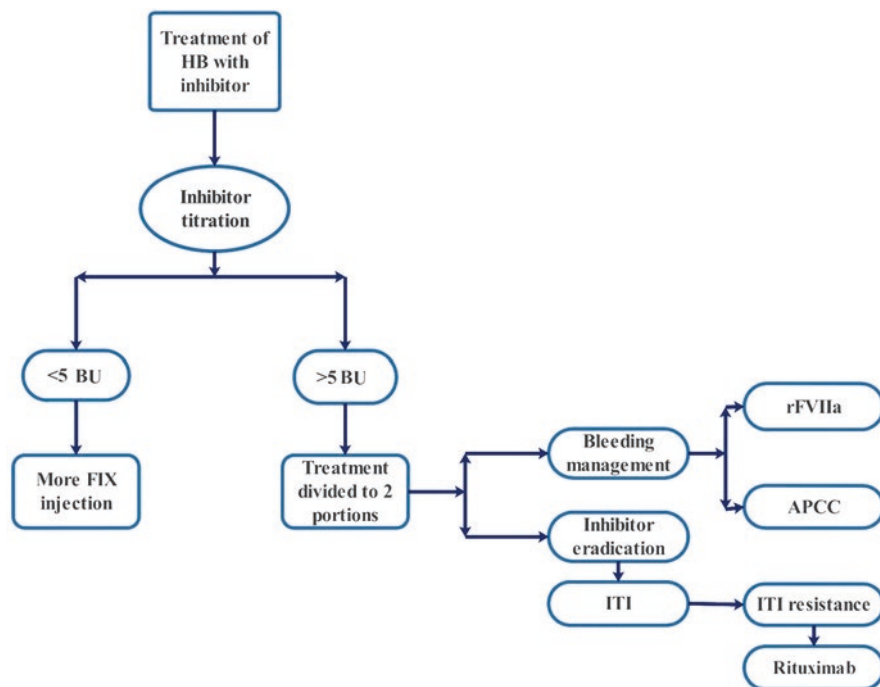 Treatment of
HB with
inhibitor
Inhibitor
titration
<5 BU
>5 BU
More FIX
injection
Treatment
divided to 2
portions
Bleeding
management
rFVIIa
APCC
Inhibitor
eradication
ITI
ITI resistance
Rituximab